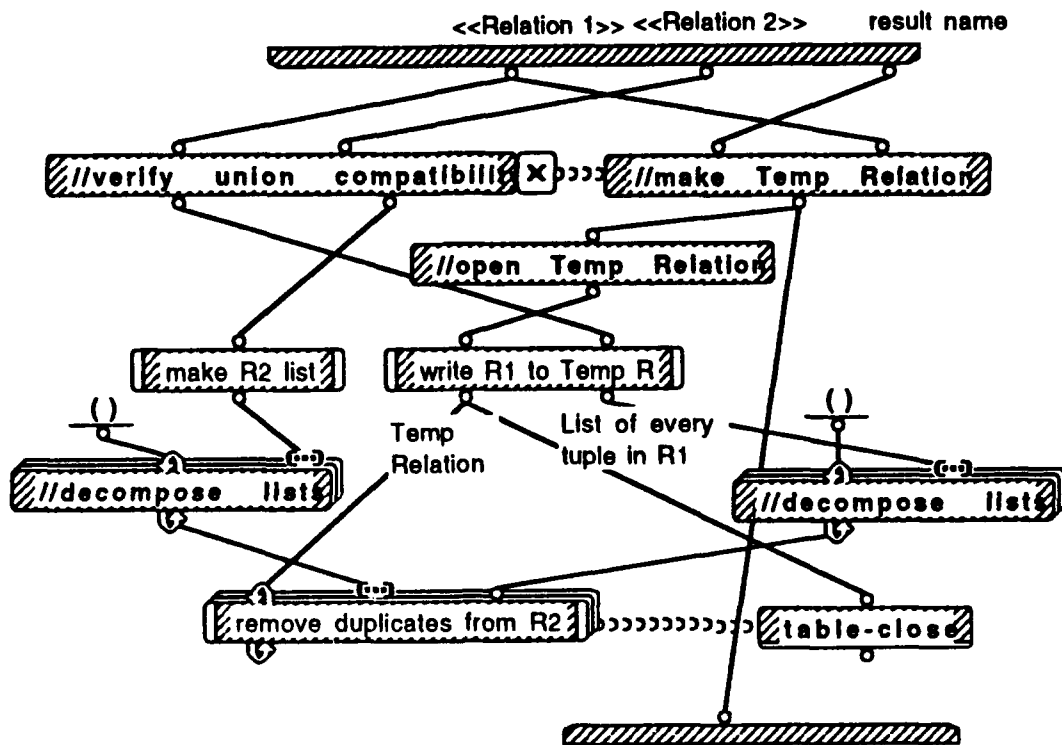 <<Relation 1>> <<Relation 2>> result name
//verify union compatibili
X
//make Temp Relation
//open Temp Relation
make R2 list
write R1 to Temp R
( )
Temp
Relation
List of every
tuple in R1
( )
//decompose lists
//decompose lists
remove duplicates from R2
table-close